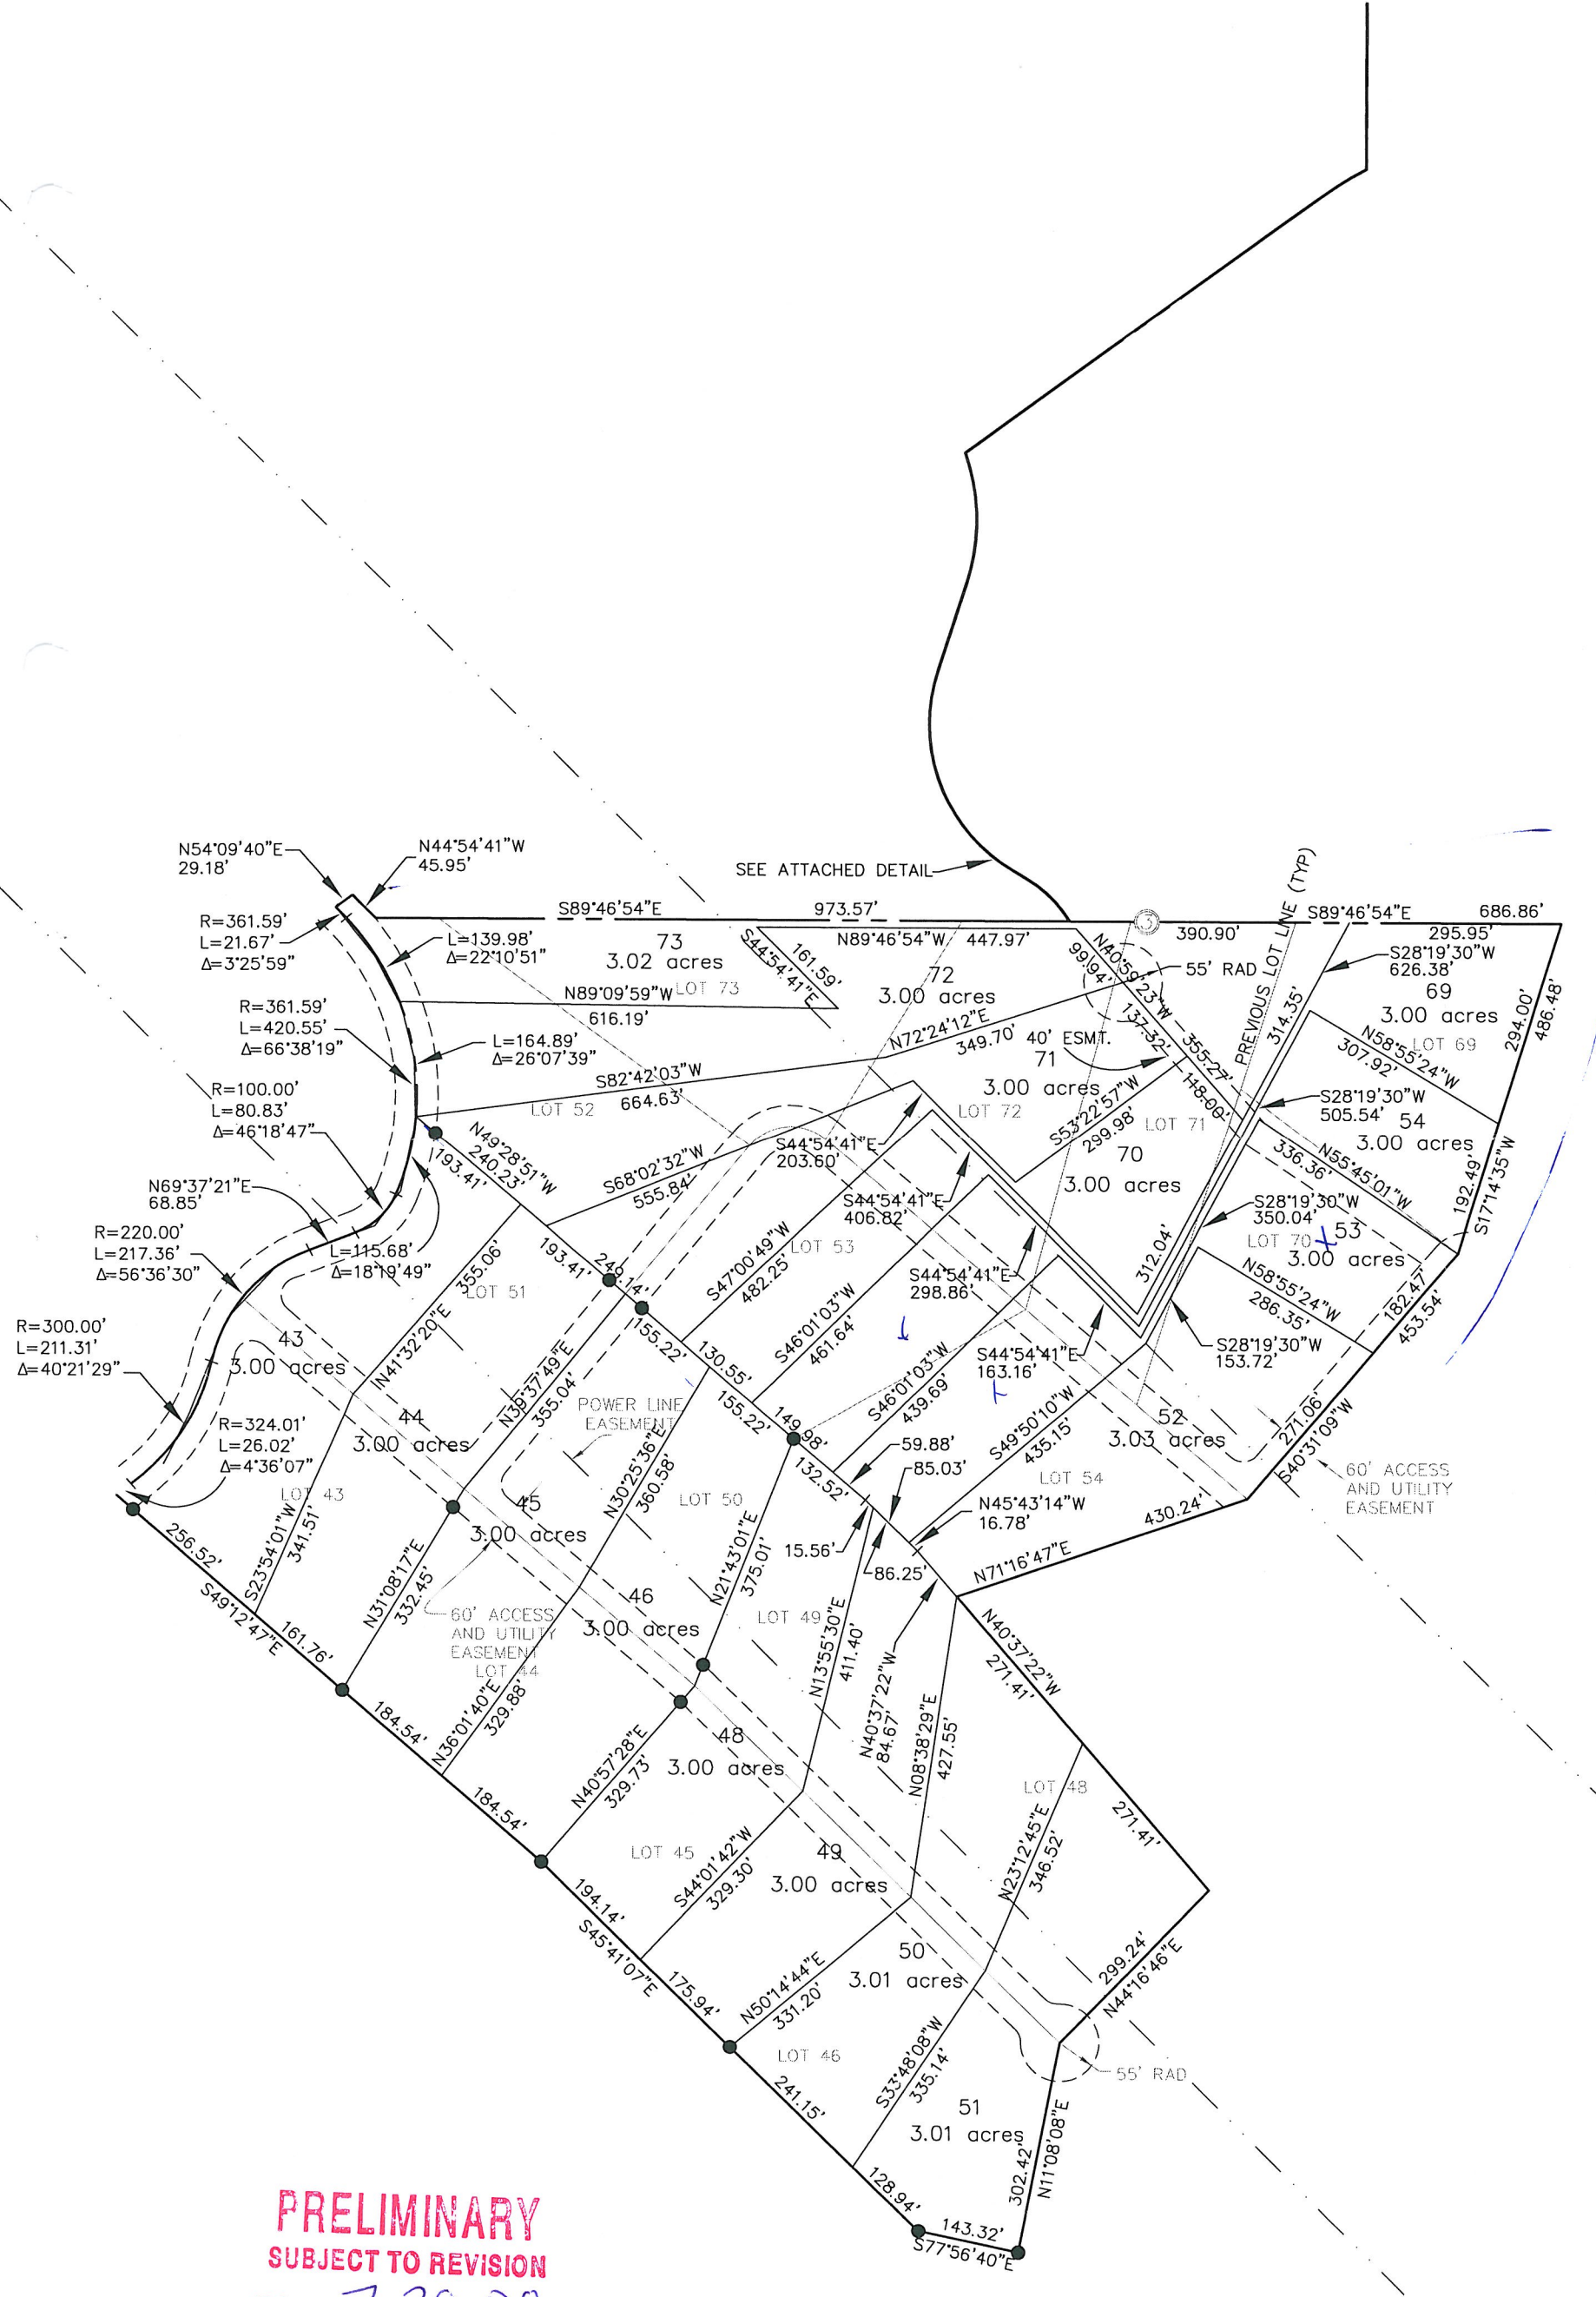 N54°09'40"E
29.18'
N44°54'41"W
45.95'
SEE ATTACHED DETAIL
PREVIOUS LOT LINE (TYP)
R=361.59'
L=21.67'
Δ=3°25'59"
S89°46'54"E
973.57'
3
S89°46'54"E
686.86'
L=139.98'
Δ=22°10'51"
73
3.02 acres
S44°54'41"E
161.59'
N89°46'54"W
447.97'
N40°59'23"W
99.94'
390.90'
295.95'
55' RAD
S28°19'30"W
626.38'
69
3.00 acres
LOT 69
72
3.00 acres
N89°09'59"W
616.19'
LOT 73
R=361.59'
L=420.55'
Δ=66°38'19"
L=164.89'
Δ=26°07'39"
N72°24'12"E
349.70'
40' ESMT.
137.32'
355.27'
314.35'
294.00'
486.48'
N58°55'24"W
307.92'
71
3.00 acres
S82°42'03"W
664.63'
LOT 52
LOT 72
118.00'
S28°19'30"W
505.54'
54
3.00 acres
R=100.00'
L=80.83'
Δ=46°18'47"
N49°28'51"W
240.23'
193.41'
S68°02'32"W
555.84'
S44°54'41"E
203.60'
S53°22'57"W
299.98'
LOT 71
70
3.00 acres
336.36'
N55°45'01"W
192.49'
S17°14'35"W
N69°37'21"E
68.85'
S44°54'41"E
406.82'
S28°19'30"W
350.04'
LOT 70
53
3.00 acres
R=220.00'
L=217.36'
Δ=56°36'30"
L=115.68'
Δ=18°19'49"
193.41'
249.14'
S47°00'49"W
482.25'
LOT 53
S44°54'41"E
298.86'
312.04'
N58°55'24"W
286.35'
182.47'
453.54'
355.06'
N41°32'20"E
LOT 51
R=300.00'
L=211.31'
Δ=40°21'29"
43
3.00 acres
155.22'
130.55'
S46°01'03"W
461.64'
S44°54'41"E
163.16'
S28°19'30"W
153.72'
N39°37'49"E
355.04'
POWER LINE
EASEMENT
155.22'
149.98'
S46°01'03"W
439.69'
S49°50'10"W
435.15'
52
3.03 acres
271.06'
S40°31'09"W
R=324.01'
L=26.02'
Δ=4°36'07"
44
3.00 acres
132.52'
59.88'
85.03'
LOT 54
60' ACCESS
AND UTILITY
EASEMENT
LOT 43
N30°25'36"E
360.58'
LOT 50
45
3.00 acres
N45°43'14"W
16.78'
430.24'
256.52'
S23°54'01"W
341.51'
S49°12'47"E
N31°08'17"E
332.45'
N21°43'01"E
375.01'
15.56'
86.25'
N71°16'47"E
161.76'
60' ACCESS
AND UTILITY
EASEMENT
LOT 44
46
3.00 acres
LOT 49
N13°55'30"E
411.40'
N40°37'22"W
84.67'
N40°37'22"W
271.41'
184.54'
N36°01'40"E
329.88'
N08°38'29"E
427.55'
48
3.00 acres
N40°57'28"E
329.73'
LOT 48
184.54'
271.41'
LOT 45
S44°01'42"W
329.30'
49
3.00 acres
N23°12'45"E
346.52'
194.14'
S45°41'07"E
175.94'
N50°14'44"E
331.20'
50
3.01 acres
299.24'
N44°16'46"E
LOT 46
241.15'
S33°48'08"W
335.14'
55' RAD
51
3.01 acres
302.42'
N11°08'08"E
128.94'
143.32'
S77°56'40"E
PRELIMINARY
SUBJECT TO REVISION